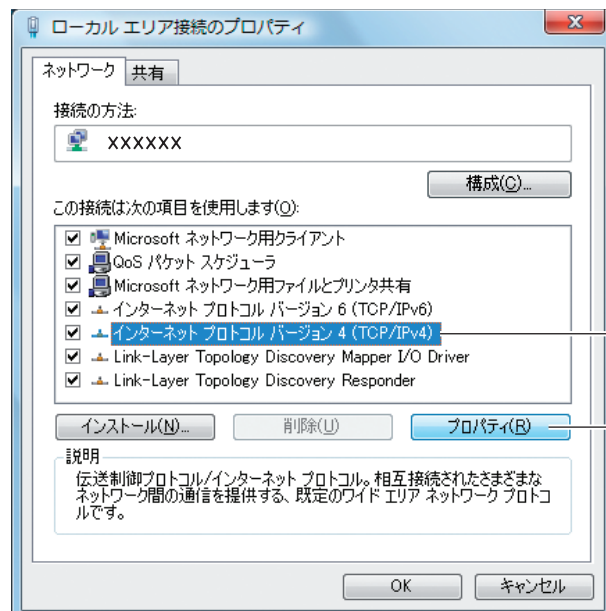 ローカル エリア接続のプロパティ
ネットワーク 共有
接続の方法:
XXXXXX
構成(C)...
この接続は次の項目を使用します(O):
Microsoft ネットワーク用クライアント
QoS パケット スケジューラ
Microsoft ネットワーク用ファイルとプリンタ共有
インターネット プロトコル バージョン 6 (TCP/IPv6)
インターネット プロトコル バージョン 4 (TCP/IPv4)
Link-Layer Topology Discovery Mapper I/O Driver
Link-Layer Topology Discovery Responder
インストール(N)... 削除(U) プロパティ(R)
説明
伝送制御プロトコル/インターネット プロトコル。相互接続されたさまざまな
ネットワーク間の通信を提供する、既定のワイド エリア ネットワーク プロトコ
ルです。
OK キャンセル